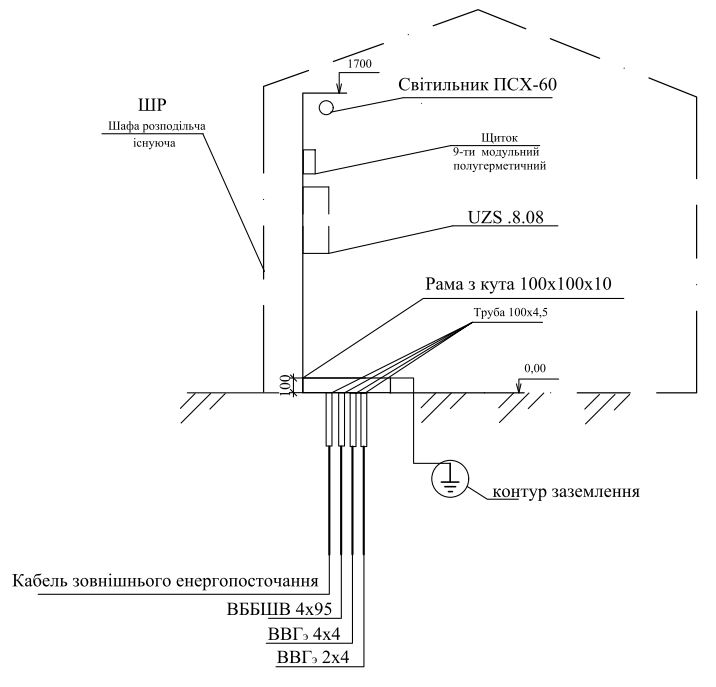 1700
Світильник ПСХ-60
ШР
Шафа розподільча
існуюча
Щиток
9-ти модульний
полугерметичний
UZS .8.08
Рама з кута 100х100х10
Труба 100х4,5
0,00
100
контур заземлення
Кабель зовнішнього енергопосточання
ВББШВ 4х95
ВВГэ 4х4
ВВГэ 2х4